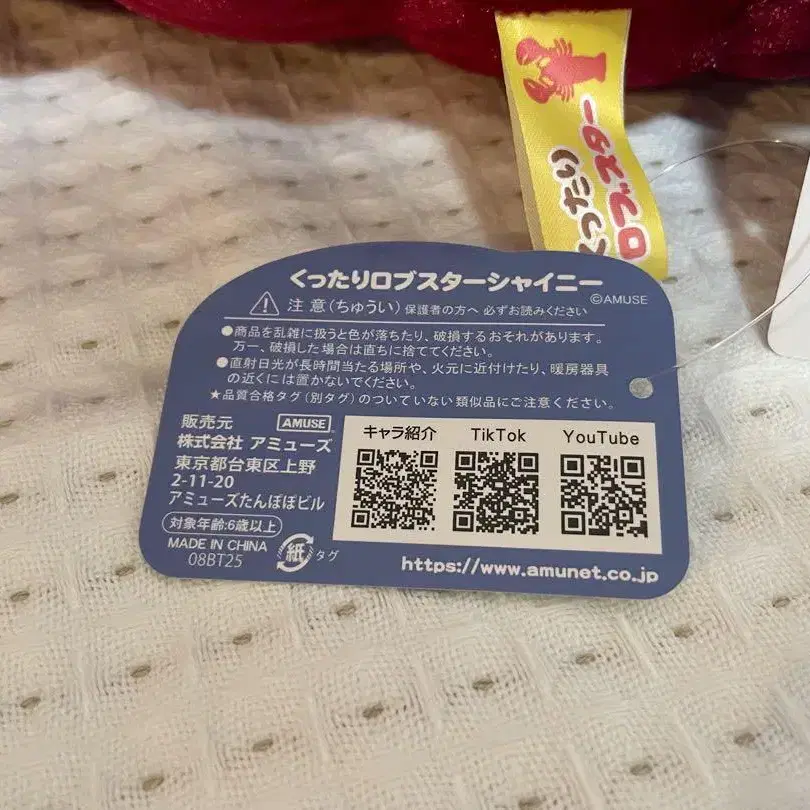 くったり
ロブスター
くったりロブスターシャイニー
©AMUSE
注意(ちゅうい) 保護者の方へ 必ずお読みください
●商品を乱雑に扱うと色が落ちたり、破損するおそれがあります。
万一、破損した場合は直ちに捨ててください。
●直射日光が長時間当たる場所や、火元に近付けたり、暖房器具
の近くには置かないでください。
★品質合格タグ(別タグ)のついていない類似品にご注意ください。
販売元 AMUSE
株式会社 アミューズ
東京都台東区上野
2-11-20
アミューズたんぽぽビル
対象年齢:6歳以上
MADE IN CHINA
08BT25
紙 タグ
キャラ紹介 TikTok YouTube
https://www.amunet.co.jp